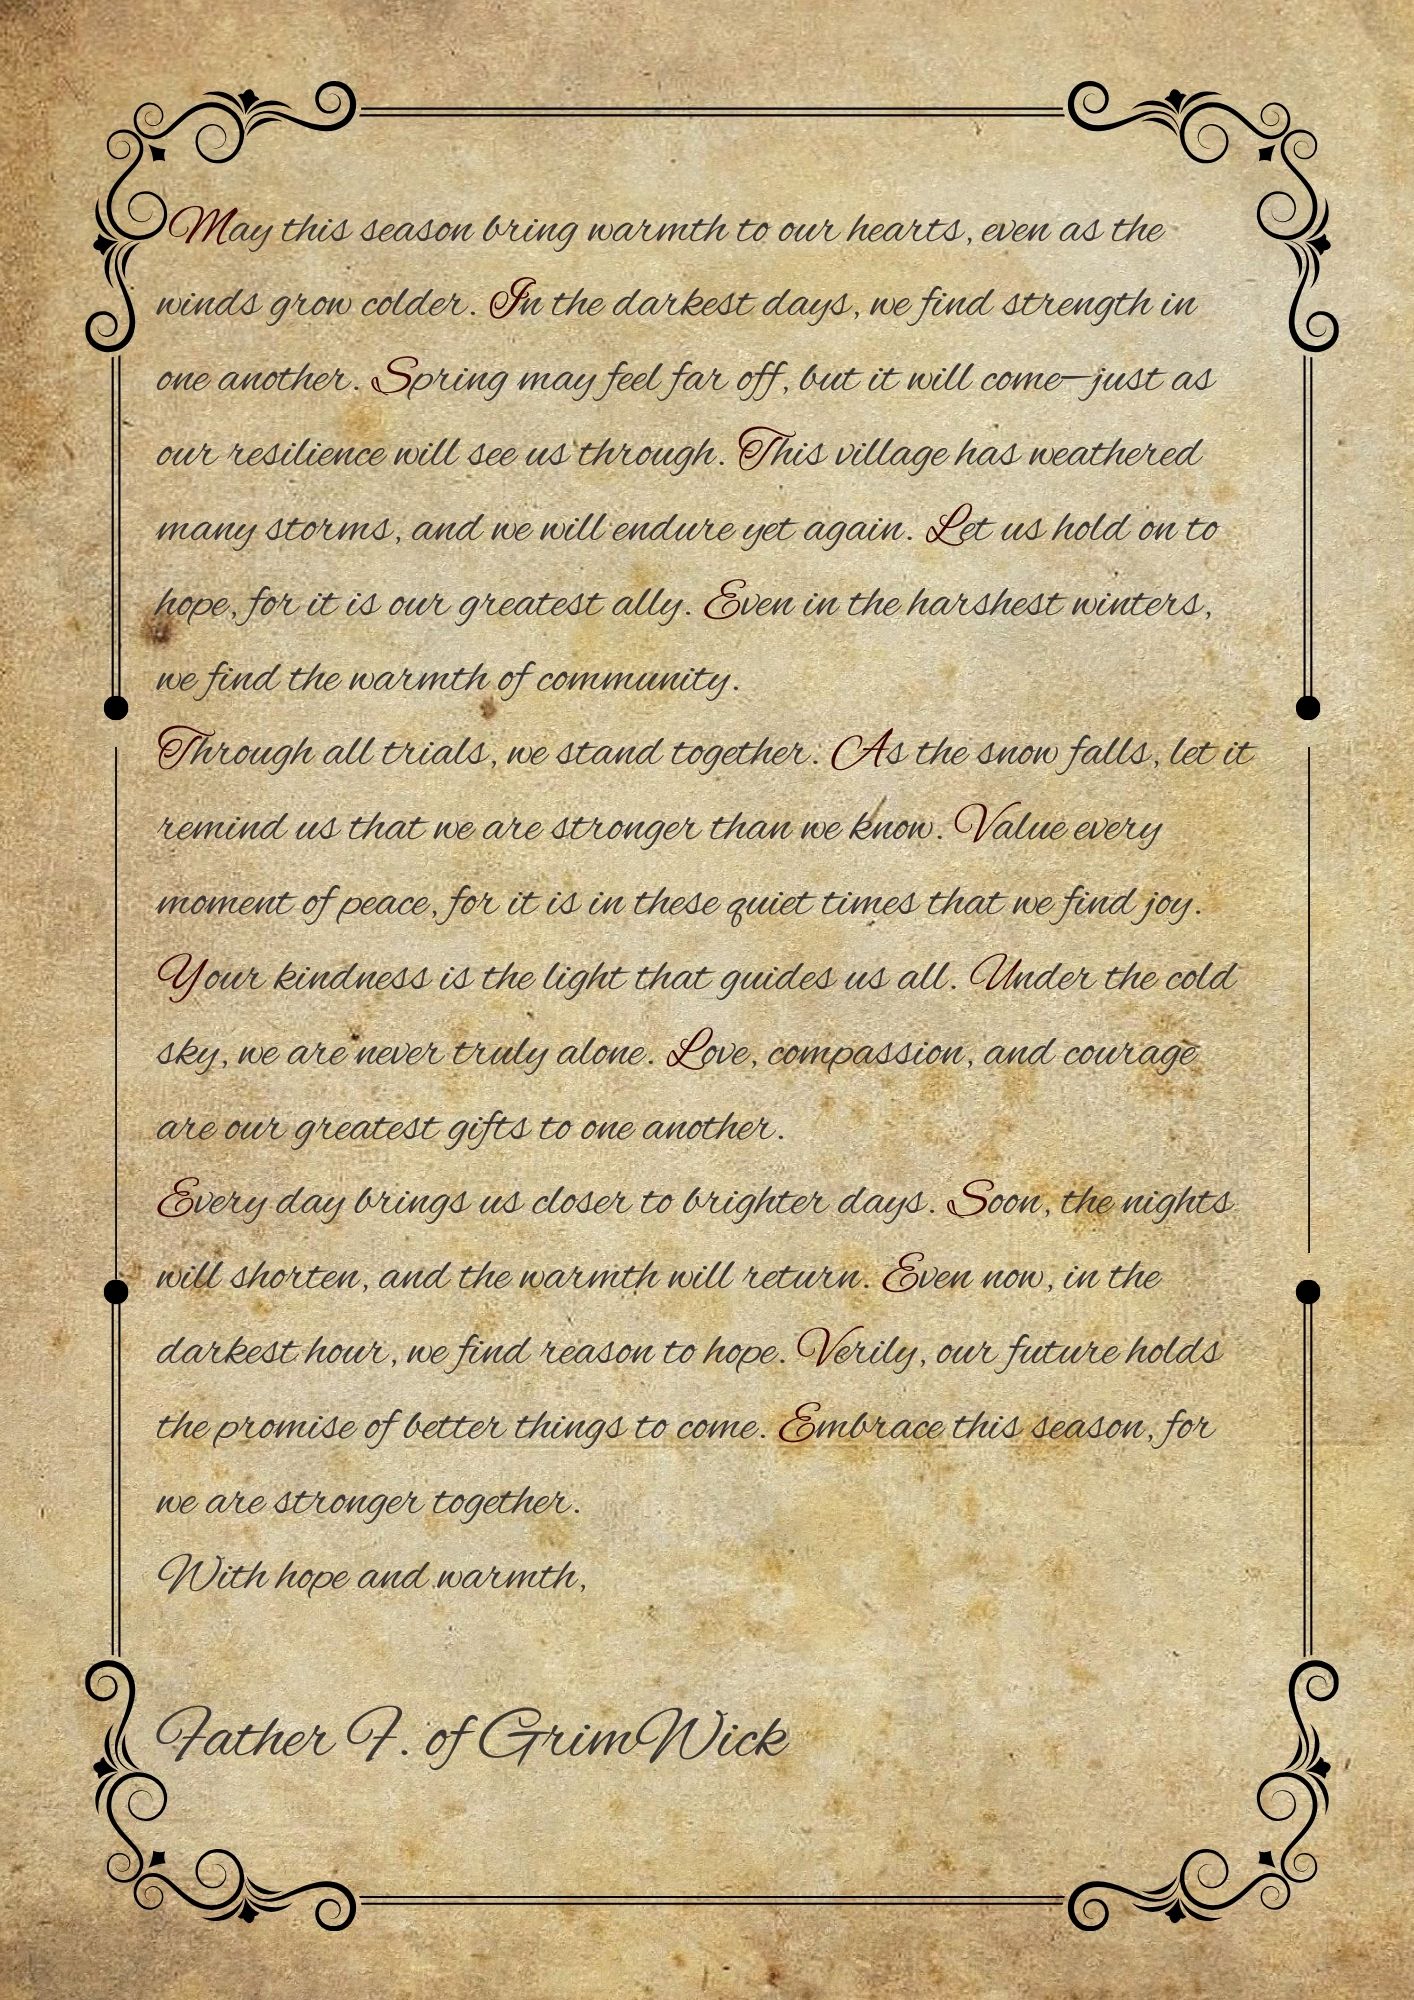 May this season bring warmth to our hearts, even as the
winds grow colder. In the darkest days, we find strength in
one another. Spring may feel far off, but it will come—just as
our resilience will see us through. This village has weathered
many storms, and we will endure yet again. Let us hold on to
hope, for it is our greatest ally. Even in the harshest winters,
we find the warmth of community.
Through all trials, we stand together. As the snow falls, let it
remind us that we are stronger than we know. Value every
moment of peace, for it is in these quiet times that we find joy.
Your kindness is the light that guides us all. Under the cold
sky, we are never truly alone. Love, compassion, and courage
are our greatest gifts to one another.
Every day brings us closer to brighter days. Soon, the nights
will shorten, and the warmth will return. Even now, in the
darkest hour, we find reason to hope. Verily, our future holds
the promise of better things to come. Embrace this season, for
we are stronger together.
With hope and warmth,
Father F. of GrimWick